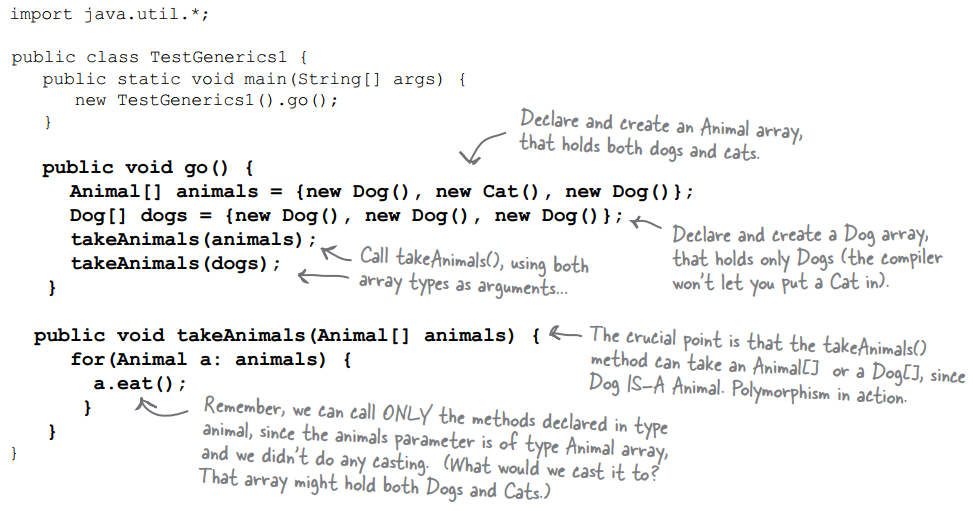 import java.util.*;
public class TestGenerics1 {
public static void main(String[] args) {
new TestGenerics1().go();
}
Declare and create an Animal array,
that holds both dogs and cats.
public void go() {
Animal[] animals = {new Dog(), new Cat(), new Dog()};
Dog[] dogs = {new Dog(), new Dog(), new Dog()};
takeAnimals(animals);
takeAnimals(dogs);
}
Declare and create a Dog array,
that holds only Dogs (the compiler
won't let you put a Cat in).
Call takeAnimals(), using both
array types as arguments...
public void takeAnimals(Animal[] animals) {
for(Animal a: animals) {
a.eat();
}
}
}
The crucial point is that the takeAnimals()
method can take an Animal[] or a Dog[], since
Dog IS-A Animal. Polymorphism in action.
Remember, we can call ONLY the methods declared in type
animal, since the animals parameter is of type Animal array,
and we didn't do any casting. (What would we cast it to?
That array might hold both Dogs and Cats.)